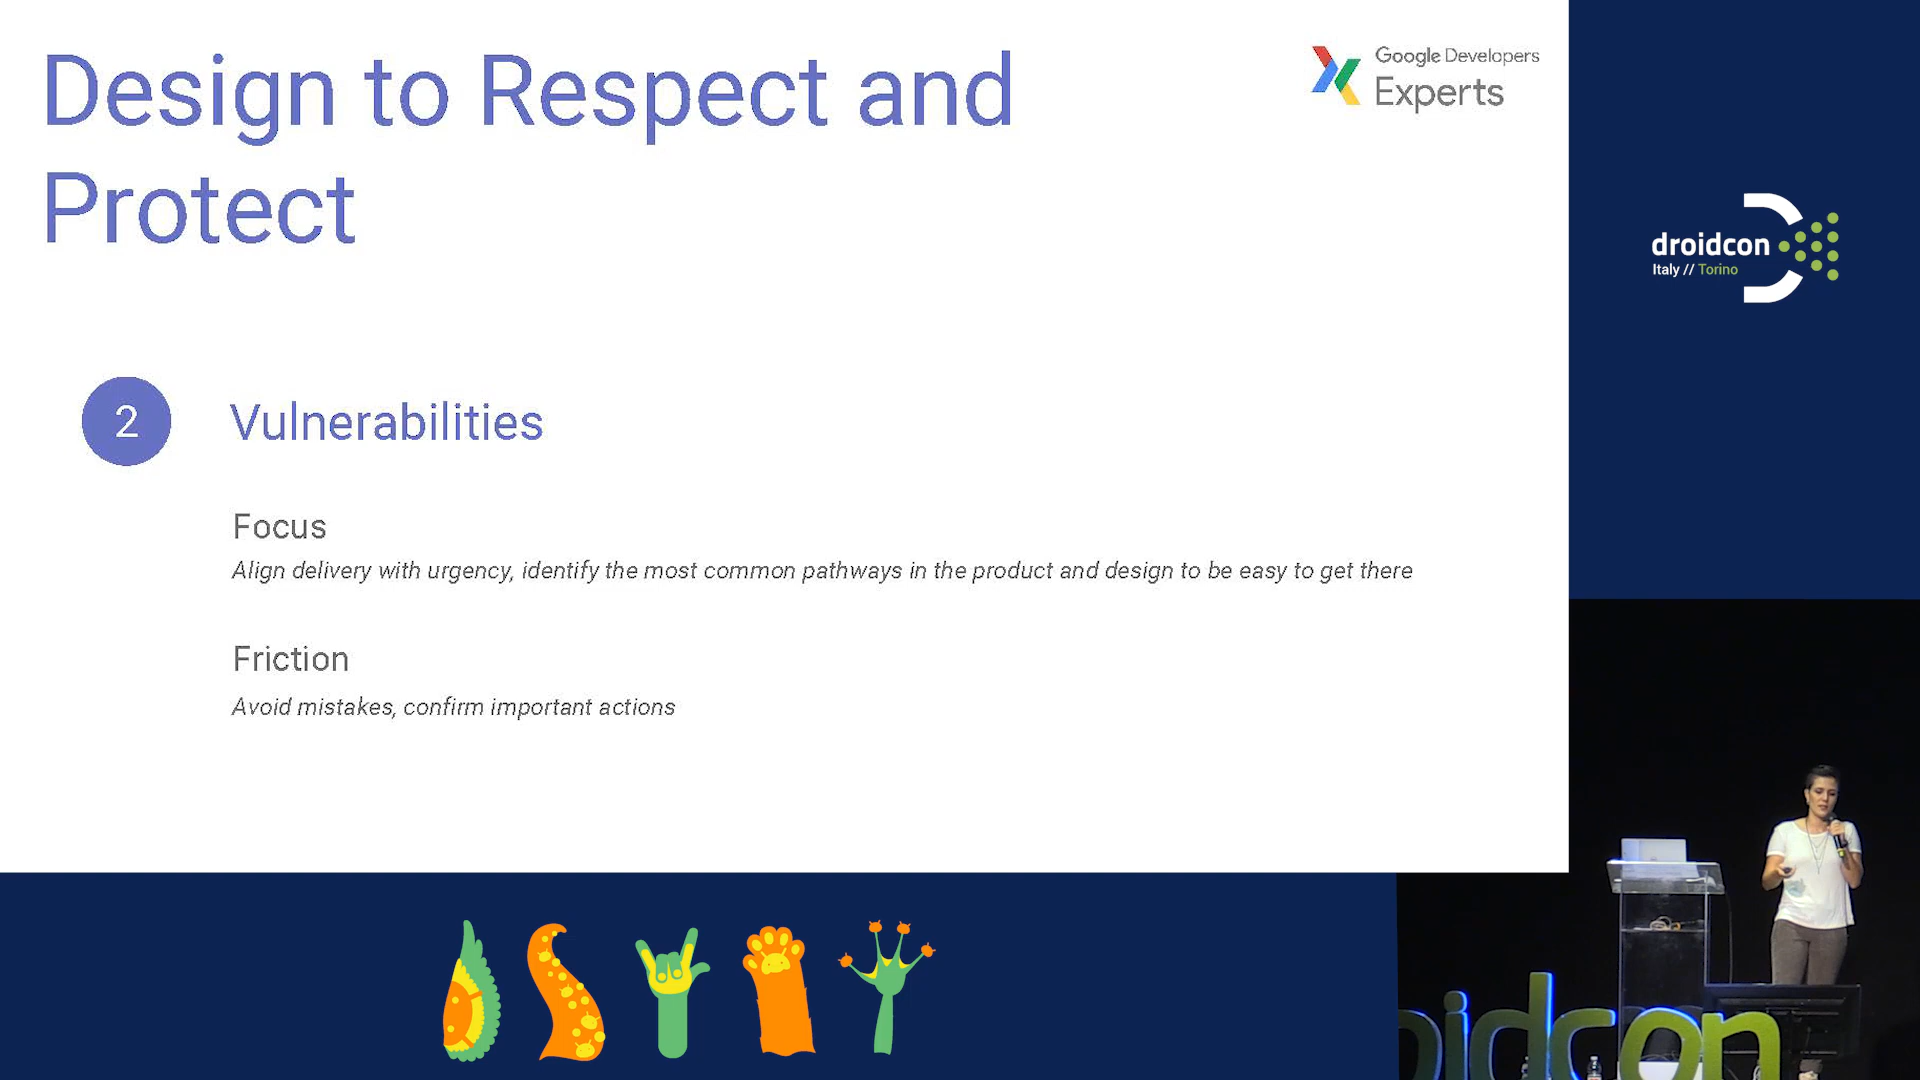 Design to Respect and
Protect
Google Developers
Experts
droidcon
Italy // Torino
2
Vulnerabilities
Focus
Align delivery with urgency, identify the most common pathways in the product and design to be easy to get there
Friction
Avoid mistakes, confirm important actions
oidcon